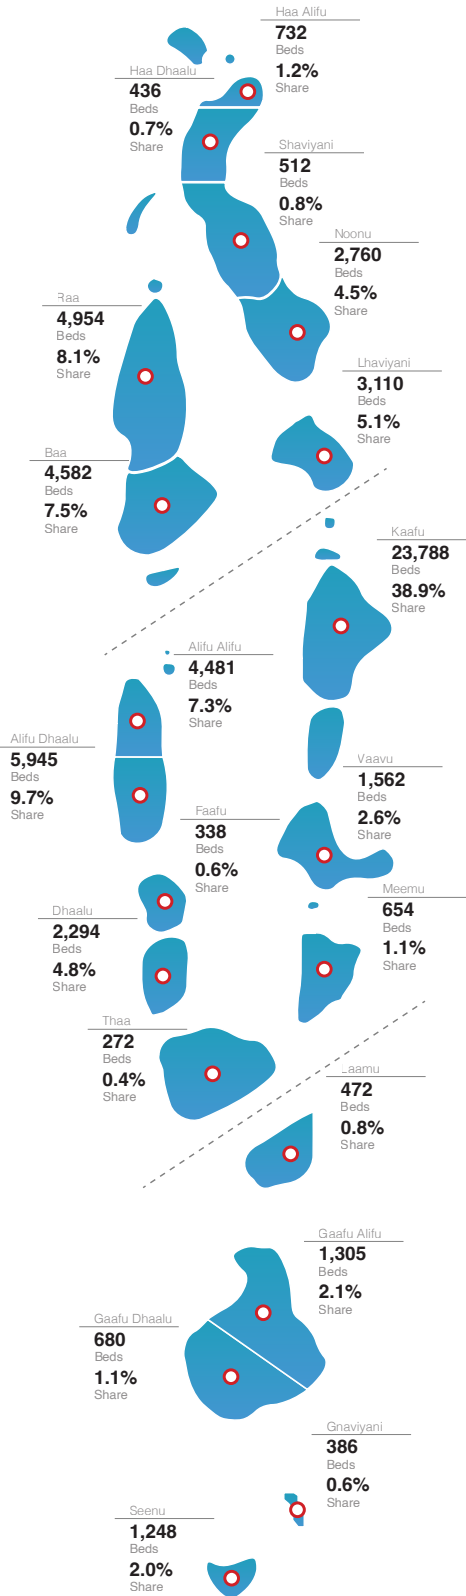 Haa Alifu
732
Beds
1.2%
Share
Haa Dhaalu
436
Beds
0.7%
Share
Shaviyani
512
Beds
0.8%
Share
Noonu
2,760
Beds
4.5%
Share
Raa
4,954
Beds
8.1%
Share
Lhaviyani
3,110
Beds
5.1%
Share
Baa
4,582
Beds
7.5%
Share
Kaafu
23,788
Beds
38.9%
Share
Alifu Alifu
4,481
Beds
7.3%
Share
Alifu Dhaalu
5,945
Beds
9.7%
Share
Vaavu
1,562
Beds
2.6%
Share
Faafu
338
Beds
0.6%
Share
Meemu
654
Beds
1.1%
Share
Dhaalu
2,294
Beds
4.8%
Share
Thaa
272
Beds
0.4%
Share
Laamu
472
Beds
0.8%
Share
Gaafu Alifu
1,305
Beds
2.1%
Share
Gaafu Dhaalu
680
Beds
1.1%
Share
Gnaviyani
386
Beds
0.6%
Share
Seenu
1,248
Beds
2.0%
Share